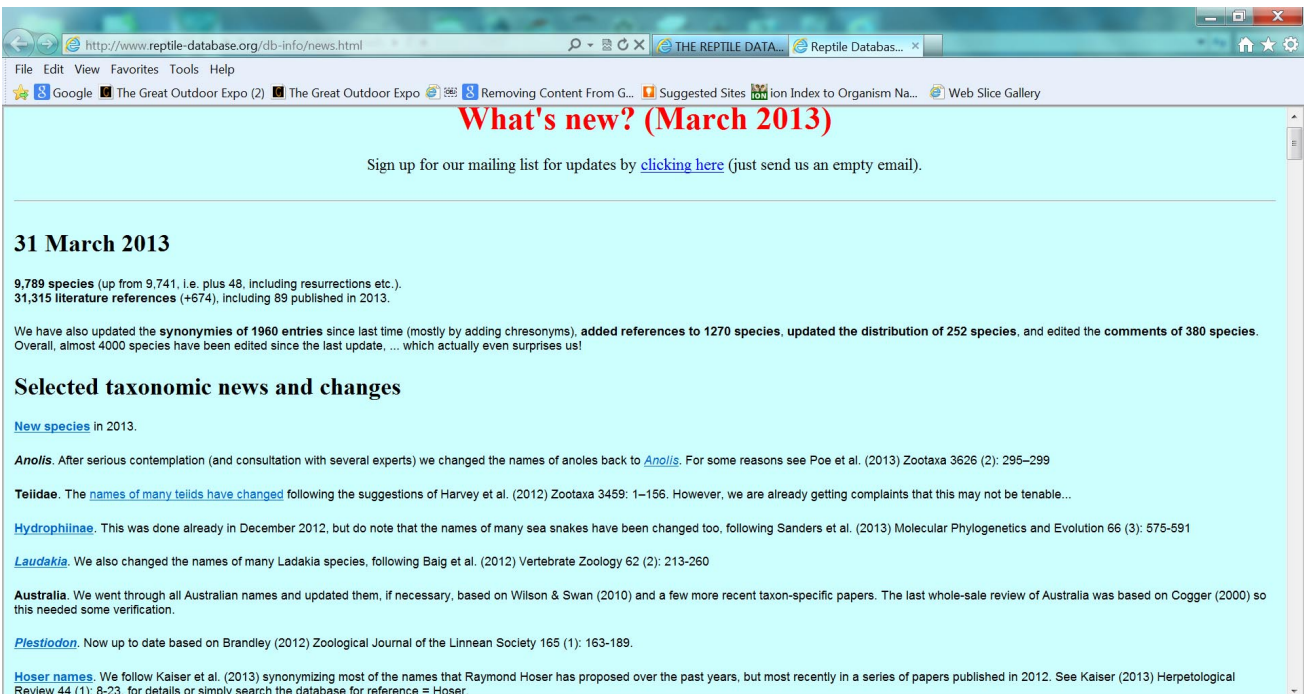 http://www.reptile-database.org/db-info/news.html
THE REPTILE DATA...
Reptile Databas...
File Edit View Favorites Tools Help
Google The Great Outdoor Expo (2) The Great Outdoor Expo Removing Content From G... Suggested Sites ion Index to Organism Na... Web Slice Gallery
What's new? (March 2013)
Sign up for our mailing list for updates by clicking here (just send us an empty email).
31 March 2013
9,789 species (up from 9,741, i.e. plus 48, including resurrections etc.).
31,315 literature references (+674), including 89 published in 2013.
We have also updated the synonymies of 1960 entries since last time (mostly by adding chresonyms), added references to 1270 species, updated the distribution of 252 species, and edited the comments of 380 species.
Overall, almost 4000 species have been edited since the last update, ... which actually even surprises us!
Selected taxonomic news and changes
New species in 2013.
Anolis. After serious contemplation (and consultation with several experts) we changed the names of anoles back to Anolis. For some reasons see Poe et al. (2013) Zootaxa 3626 (2): 295–299
Teiidae. The names of many teiids have changed following the suggestions of Harvey et al. (2012) Zootaxa 3459: 1–156. However, we are already getting complaints that this may not be tenable...
Hydrophiinae. This was done already in December 2012, but do note that the names of many sea snakes have been changed too, following Sanders et al. (2013) Molecular Phylogenetics and Evolution 66 (3): 575-591
Laudakia. We also changed the names of many Ladakia species, following Baig et al. (2012) Vertebrate Zoology 62 (2): 213-260
Australia. We went through all Australian names and updated them, if necessary, based on Wilson & Swan (2010) and a few more recent taxon-specific papers. The last whole-sale review of Australia was based on Cogger (2000) so
this needed some verification.
Plestiodon. Now up to date based on Brandley (2012) Zoological Journal of the Linnean Society 165 (1): 163-189.
Hoser names. We follow Kaiser et al. (2013) synonymizing most of the names that Raymond Hoser has proposed over the past years, but most recently in a series of papers published in 2012. See Kaiser (2013) Herpetological
Review 44 (1): 8-23, for details or simply search the database for reference = Hoser.